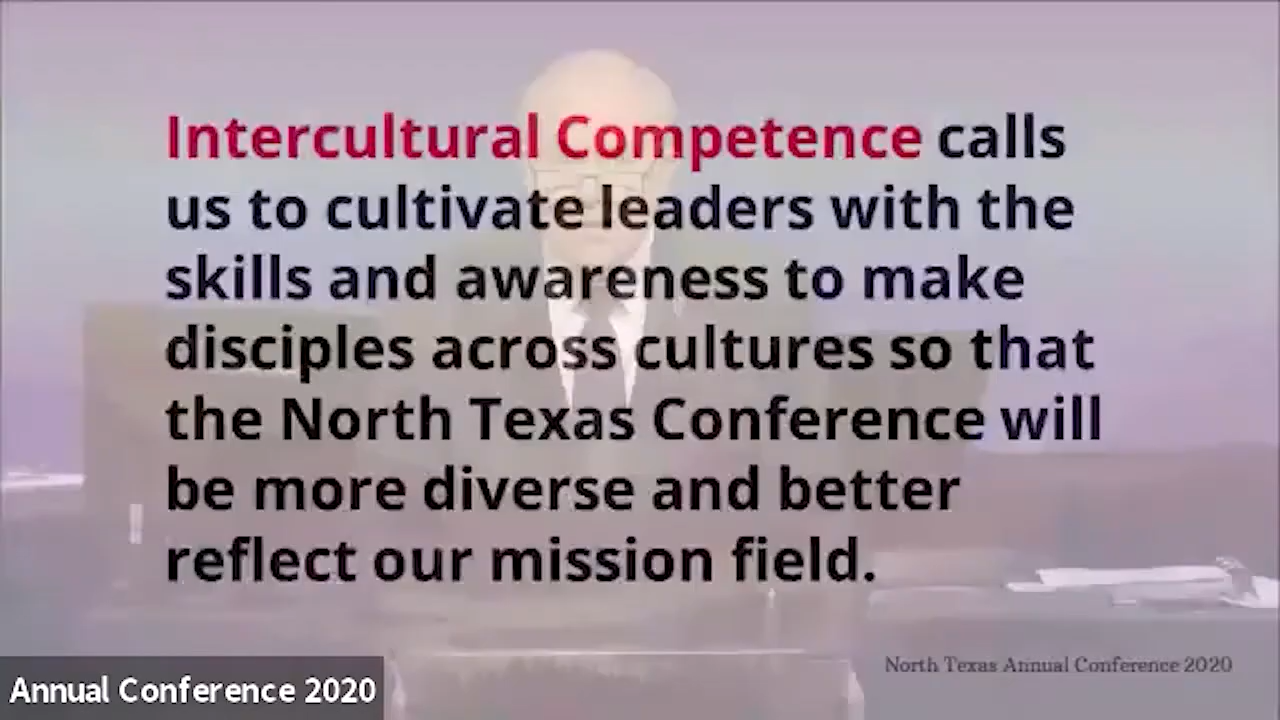 Intercultural Competence calls
us to cultivate leaders with the
skills and awareness to make
disciples across cultures so that
the North Texas Conference will
be more diverse and better
reflect our mission field.
North Texas Annual Conference 2020
Annual Conference 2020